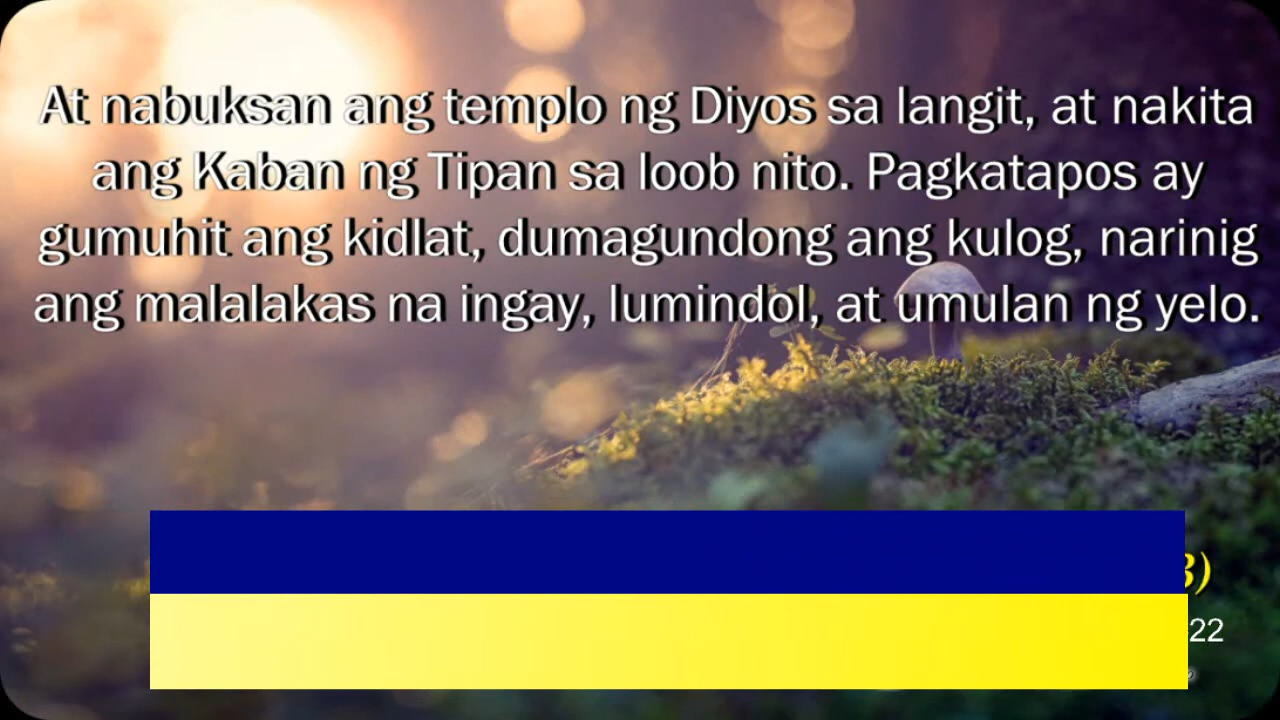 At nabuksan ang templo ng Diyos sa langit, at nakita
ang Kaban ng Tipan sa loob nito. Pagkatapos ay
gumuhit ang kidlat, dumagundong ang kulog, narinig
ang malalakas na ingay, lumindol, at umulan ng yelo.
22